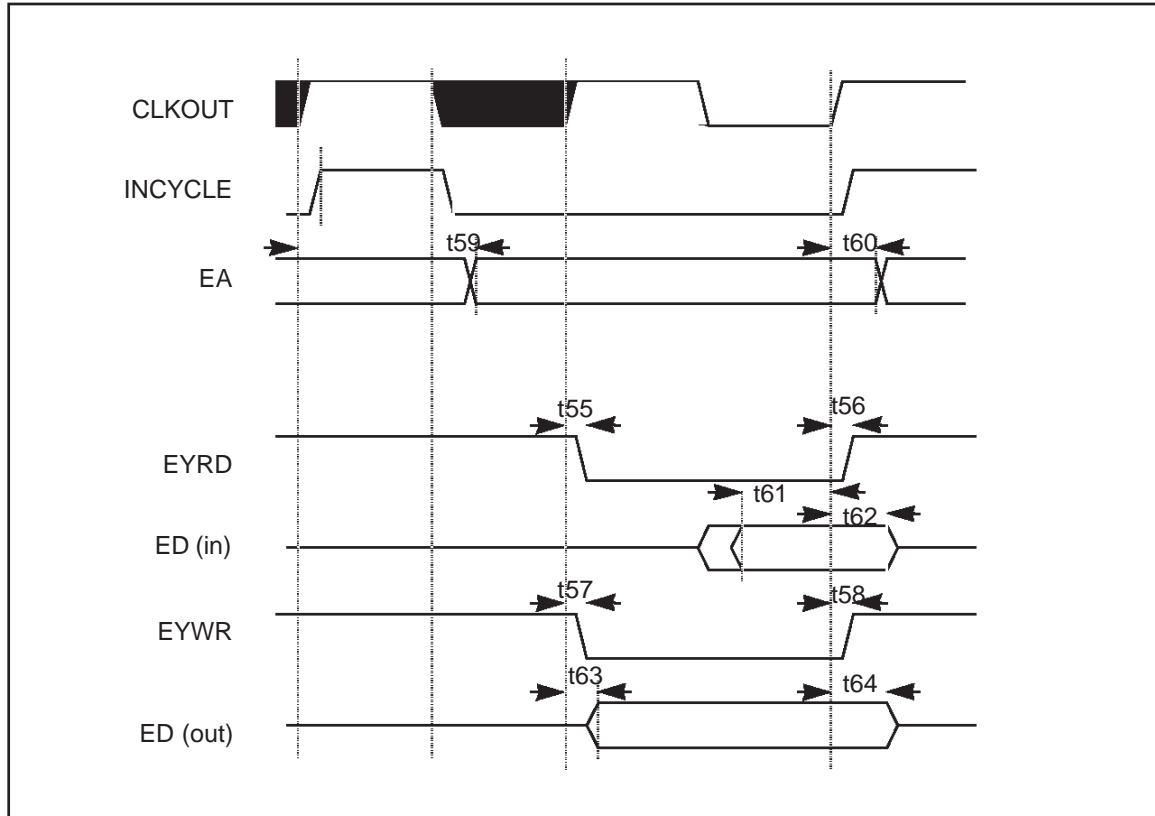 CLKOUT
INCYCLE
t59
t60
EA
t55
t56
EYRD
t61
t62
ED (in)
t57
t58
EYWR
t63
t64
ED (out)